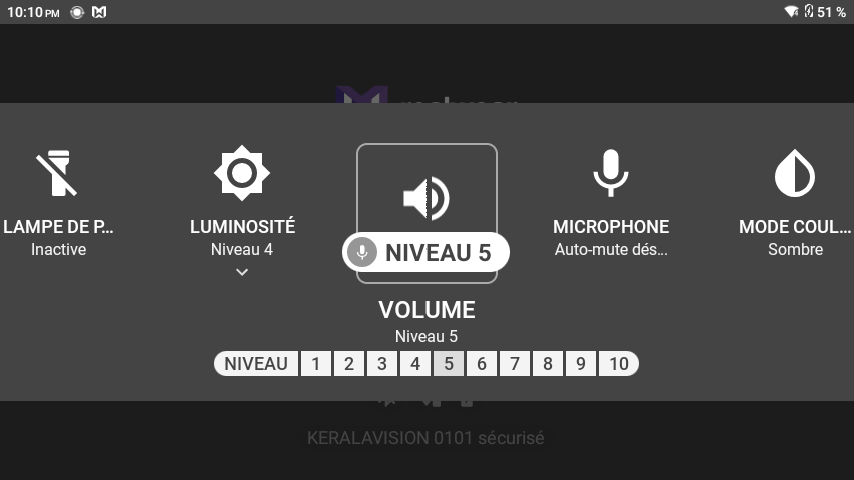 10:10 PM 51 %
LAMPE DE P... LUMINOSITÉ MICROPHONE MODE COUL...
Inactive Niveau 4 NIVEAU 5 Auto-mute dés... Sombre
VOLUME
Niveau 5
NIVEAU 1 2 3 4 5 6 7 8 9 10
KERALAVISION 0101 sécurisé